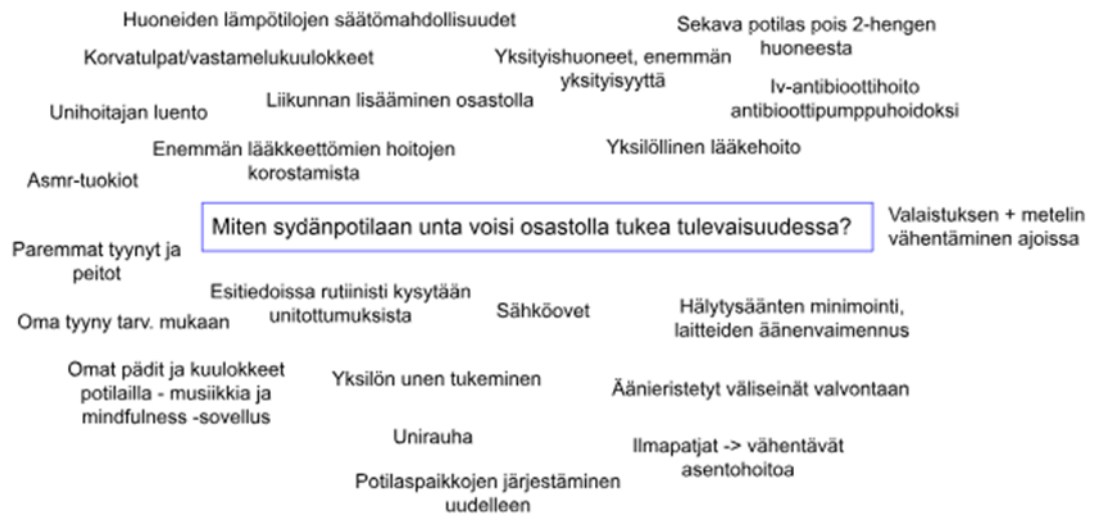 Huoneiden lämpötilojen säätömahdollisuudet
Sekava potilas pois 2-hengen
huoneesta
Korvatulpat/vastamelukuulokkeet
Yksityishuoneet, enemmän
yksityisyyttä
Iv-antibioottihoito
antibioottipumppuhoidoksi
Unihoitajan luento
Liikunnan lisääminen osastolla
Enemmän lääkkeettömien hoitojen
korostamista
Yksilöllinen lääkehoito
Asmr-tuokiot
Miten sydänpotilaan unta voisi osastolla tukea tulevaisuudessa?
Valaistuksen + metelin
vähentäminen ajoissa
Paremmat tyynyt ja
peitot
Esitiedoissa rutiinisti kysytään
unitottumuksista
Sähköovet
Hälytysäänten minimointi,
laitteiden äänenvaimennus
Oma tyyny tarv. mukaan
Omat pädit ja kuulokkeet
potilailla - musiikkia ja
mindfulness -sovellus
Yksilön unen tukeminen
Äänieristetyt väliseinät valvontaan
Unirauha
Ilmapatjat -> vähentävät
asentohoitoa
Potilaspaikkojen järjestäminen
uudelleen